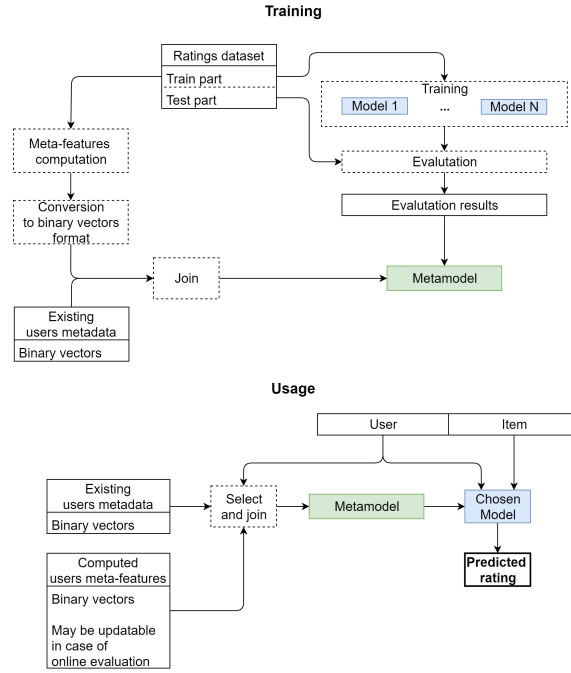 Training
Ratings dataset
Train part
Test part
Training
Model 1
...
Model N
Meta-features
computation
Evalutation
Conversion
to binary vectors
format
Evalutation results
Join
Metamodel
Existing
users metadata
Binary vectors
Usage
User
Item
Existing
users metadata
Binary vectors
Select
and join
Metamodel
Chosen
Model
Computed
users meta-features
Binary vectors
May be updatable
in case of
online evaluation
Predicted
rating